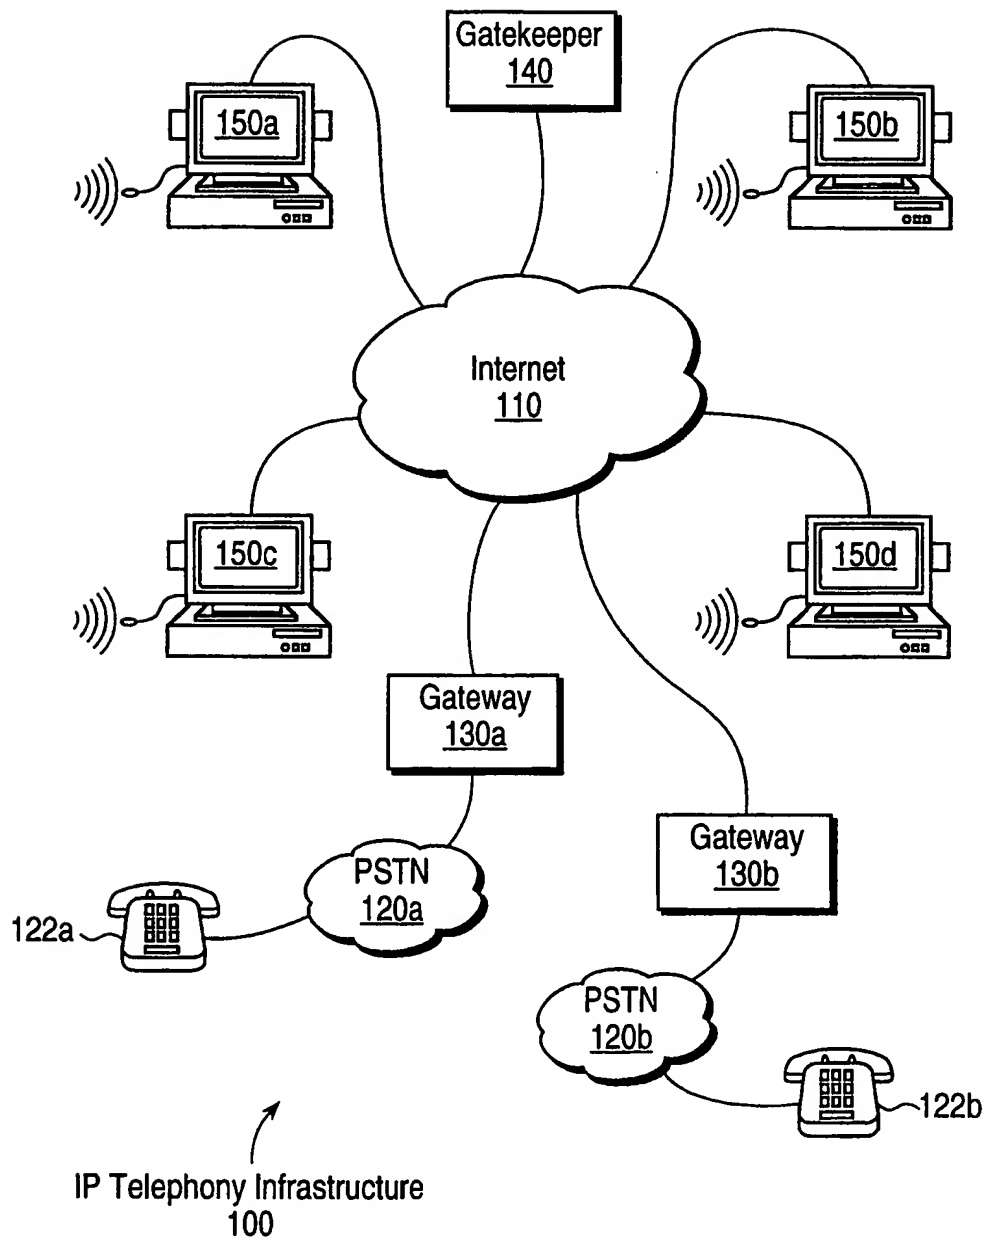 Gatekeeper
140
150a
150b
Internet
110
150c
150d
Gateway
130a
Gateway
130b
PSTN
120a
122a
PSTN
120b
122b
IP Telephony Infrastructure
100